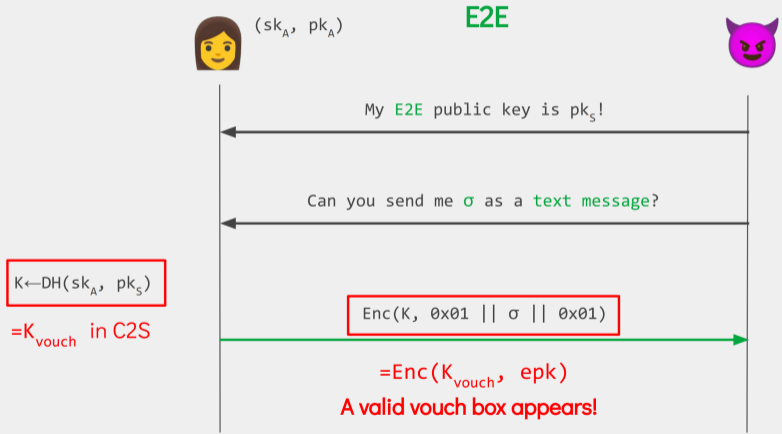 E2E
(sk_A, pk_A)
My E2E public key is pk_S!
Can you send me σ as a text message?
K←DH(sk_A, pk_S)
=K_vouch in C2S
Enc(K, 0x01 || σ || 0x01)
=Enc(K_vouch, epk)
A valid vouch box appears!